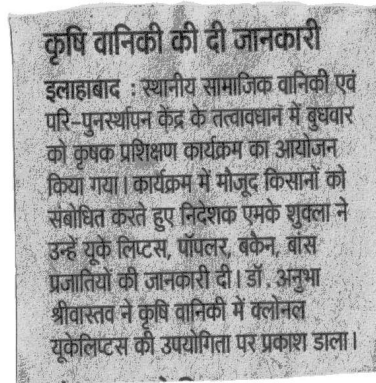 कृषि वानिकी की दी जानकारी
इलाहाबाद : स्थानीय सामाजिक वानिकी एवं
परि-पुनर्स्थापन केंद्र के तत्वावधान में बुधवार
को कृषक प्रशिक्षण कार्यक्रम का आयोजन
किया गया। कार्यक्रम में मौजूद किसानों को
संबोधित करते हुए निदेशक एमके शुक्ला ने
उन्हें यूके लिप्टस, पॉपलर, बकेन, बास
प्रजातियों की जानकारी दी। डॉ. अनुभा
श्रीवास्तव ने कृषि वानिकी में क्लोनल
यूकेलिप्टस की उपयोगिता पर प्रकाश डाला।